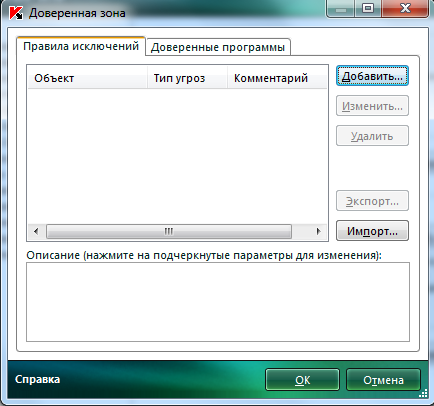 Доверенная зона
Правила исключений Доверенные программы
Объект Тип угроз Комментарий
Добавить...
Изменить...
Удалить
Экспорт...
Импорт...
Описание (нажмите на подчеркнутые параметры для изменения):
Справка OK Отмена